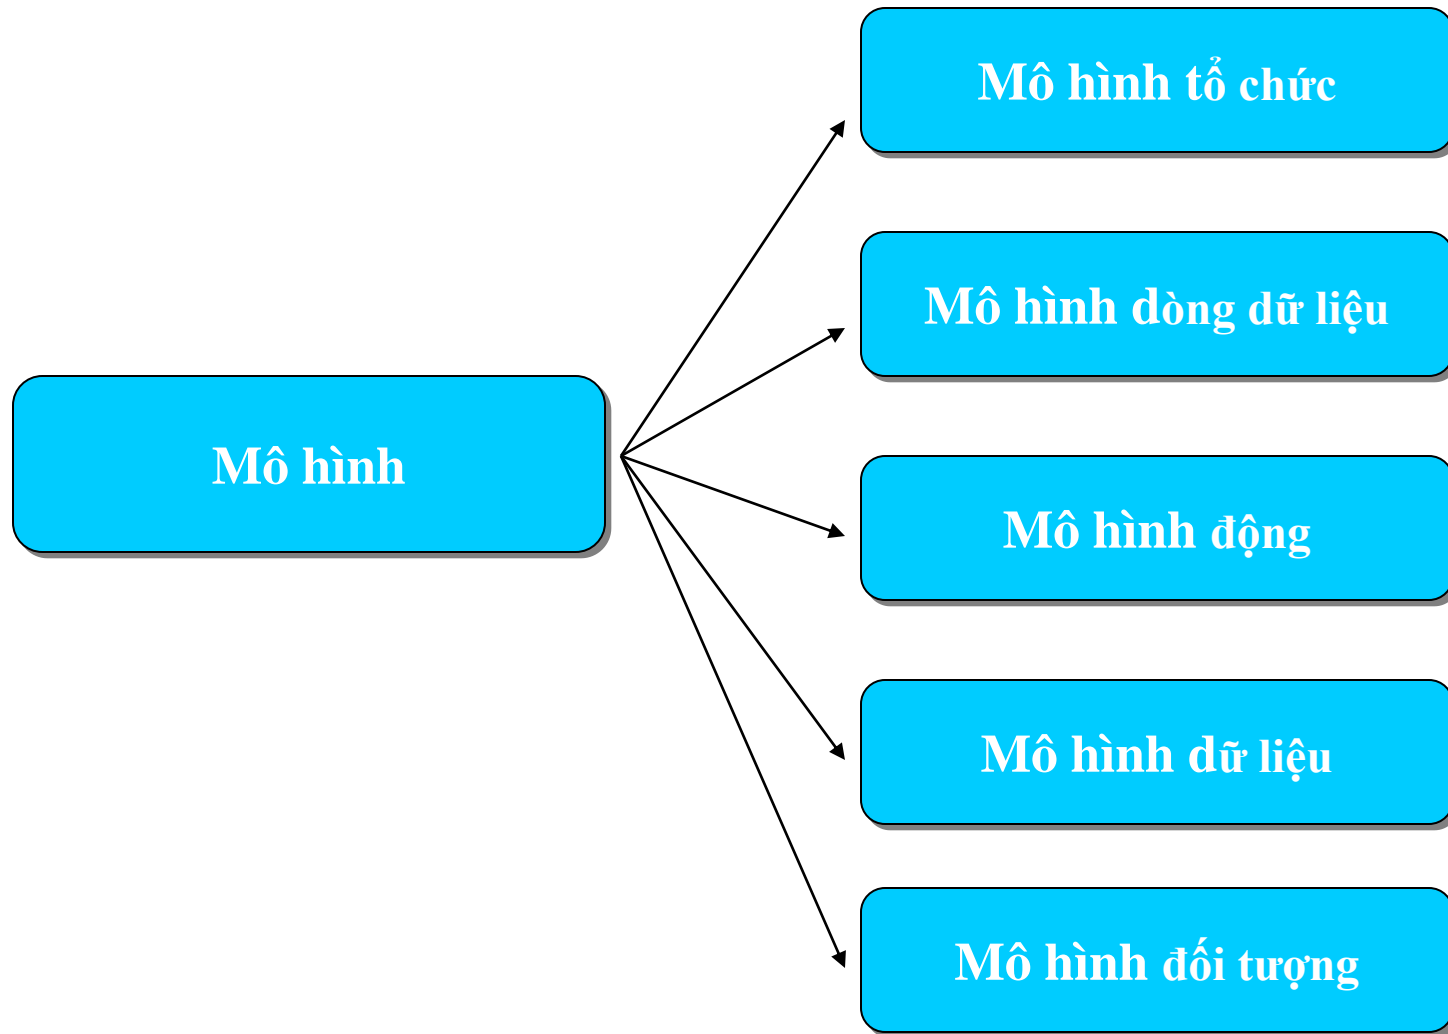 Mô hình tổ chức
Mô hình dòng dữ liệu
Mô hình
Mô hình động
Mô hình dữ liệu
Mô hình đối tượng